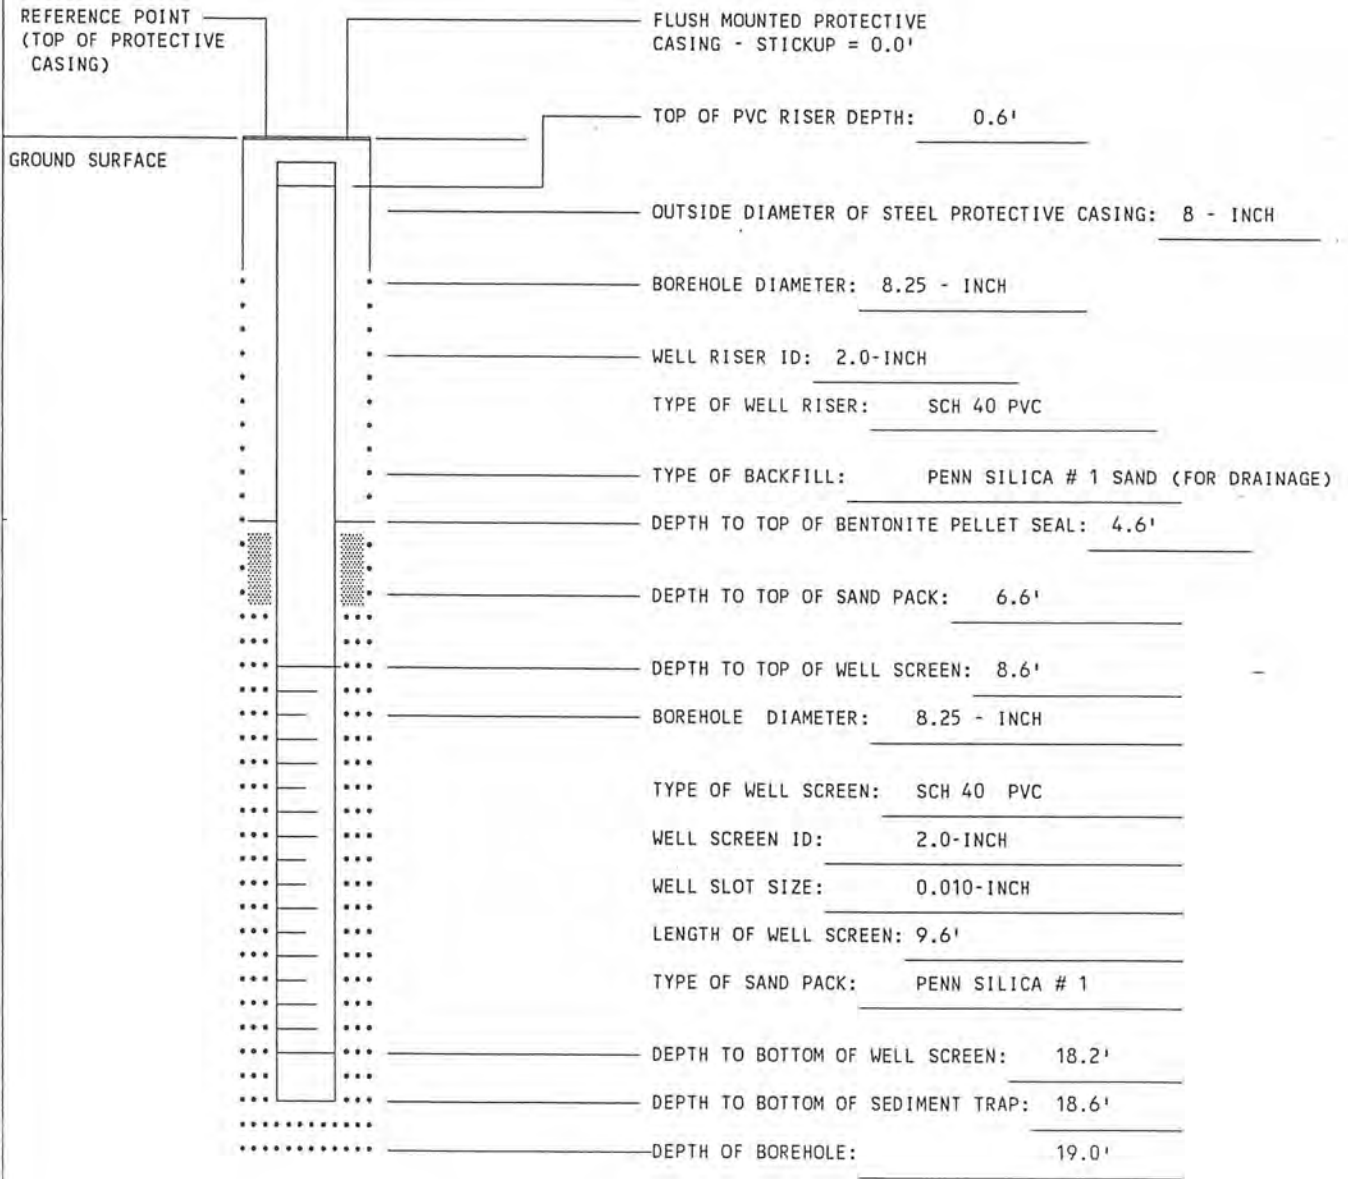 REFERENCE POINT
(TOP OF PROTECTIVE
CASING)
FLUSH MOUNTED PROTECTIVE
CASING - STICKUP = 0.0'
TOP OF PVC RISER DEPTH: 0.6'
GROUND SURFACE
OUTSIDE DIAMETER OF STEEL PROTECTIVE CASING: 8 - INCH
BOREHOLE DIAMETER: 8.25 - INCH
WELL RISER ID: 2.0-INCH
TYPE OF WELL RISER: SCH 40 PVC
TYPE OF BACKFILL: PENN SILICA # 1 SAND (FOR DRAINAGE)
DEPTH TO TOP OF BENTONITE PELLET SEAL: 4.6'
DEPTH TO TOP OF SAND PACK: 6.6'
DEPTH TO TOP OF WELL SCREEN: 8.6'
BOREHOLE DIAMETER: 8.25 - INCH
TYPE OF WELL SCREEN: SCH 40 PVC
WELL SCREEN ID: 2.0-INCH
WELL SLOT SIZE: 0.010-INCH
LENGTH OF WELL SCREEN: 9.6'
TYPE OF SAND PACK: PENN SILICA # 1
DEPTH TO BOTTOM OF WELL SCREEN: 18.2'
DEPTH TO BOTTOM OF SEDIMENT TRAP: 18.6'
DEPTH OF BOREHOLE: 19.0'